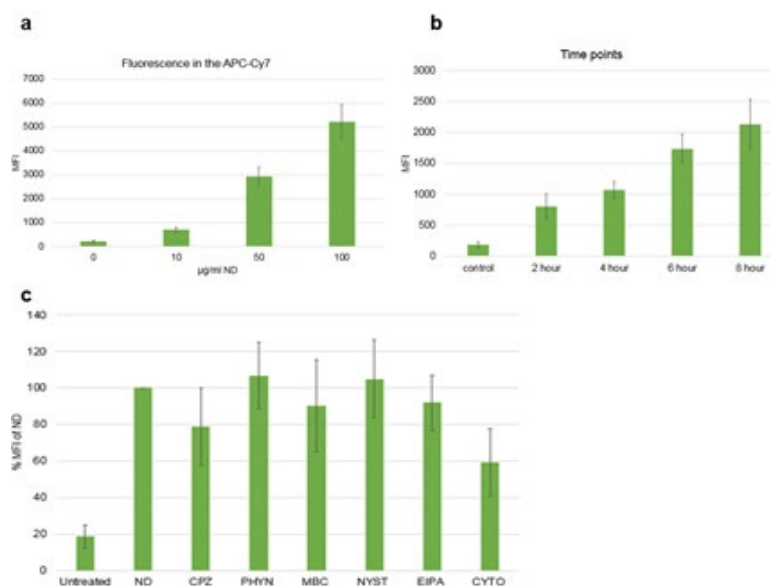 a
Fluorescence in the APC-Cy7
7000
6000
5000
4000
3000
2000
1000
0
MFI
0 10 50 100
µg/ml ND
b
Time points
3000
2500
2000
1500
1000
500
0
MFI
control 2 hour 4 hour 6 hour 8 hour
c
140
120
100
80
60
40
20
0
% MFI of ND
Untreated ND CPZ PHYN MBC NYST EIPA CYTO